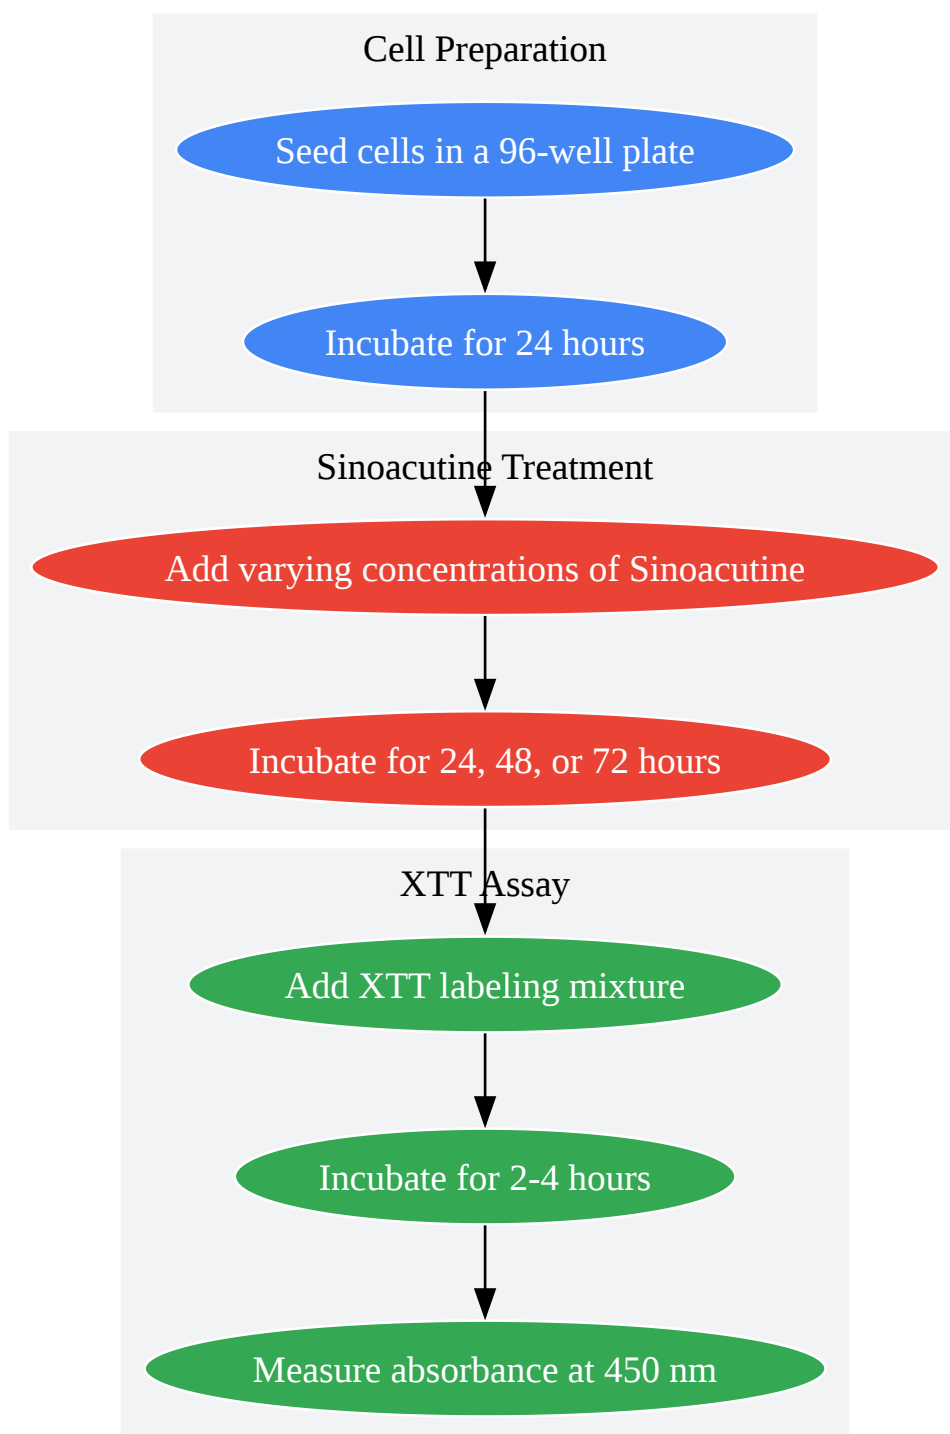 Cell Preparation
Seed cells in a 96-well plate
Incubate for 24 hours
Sinoacutine Treatment
Add varying concentrations of Sinoacutine
Incubate for 24, 48, or 72 hours
XTT Assay
Add XTT labeling mixture
Incubate for 2-4 hours
Measure absorbance at 450 nm